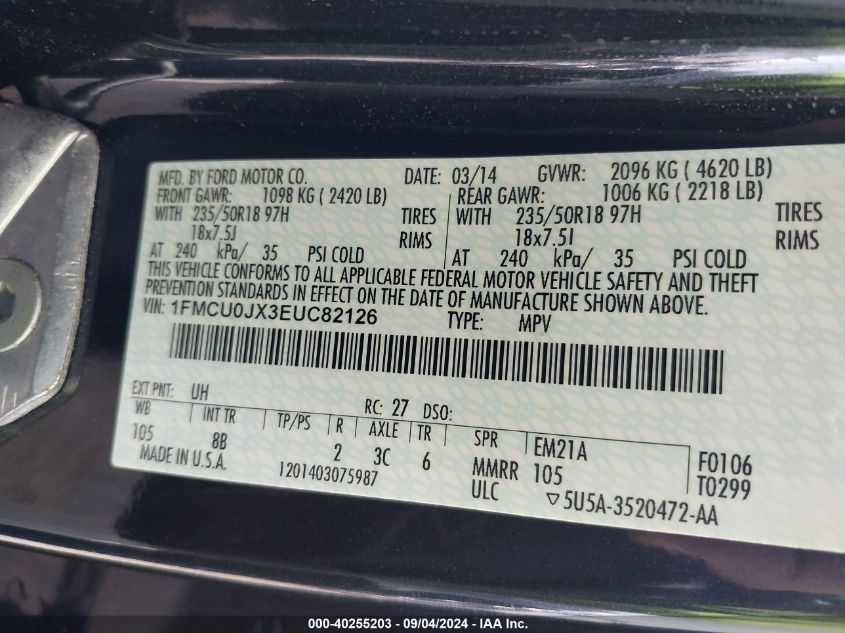 MFD. BY FORD MOTOR CO. DATE: 03/14 GVWR: 2096 KG ( 4620 LB)
FRONT GAWR: 1098 KG ( 2420 LB) REAR GAWR: 1006 KG ( 2218 LB)
WITH 235/50R18 97H TIRES WITH 235/50R18 97H TIRES
18x7.5J RIMS 18x7.5J RIMS
AT 240 kPa/ 35 PSI COLD AT 240 kPa/ 35 PSI COLD
THIS VEHICLE CONFORMS TO ALL APPLICABLE FEDERAL MOTOR VEHICLE SAFETY AND THEFT
PREVENTION STANDARDS IN EFFECT ON THE DATE OF MANUFACTURE SHOWN ABOVE.
VIN: 1FMCU0JX3EUC82126 TYPE: MPV
EXT PNT: UH RC: 27 DSO:
WB INT TR TP/PS R AXLE TR SPR EM21A F0106
105 8B 2 3C 6 MMRR 105 T0299
MADE IN U.S.A. 1201403075987 ULC ▽5U5A-3520472-AA
000-40255203 - 09/04/2024 - IAAI.com